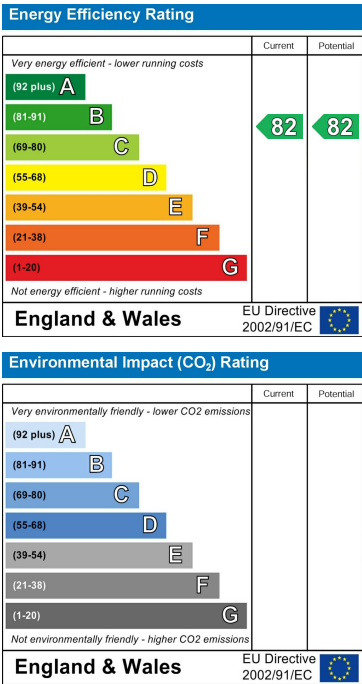 Energy Efficiency Rating
Current Potential
Very energy efficient - lower running costs
(92 plus) A
(81-91) B
82 82
(69-80) C
(55-68) D
(39-54) E
(21-38) F
(1-20) G
Not energy efficient - higher running costs
England & Wales
EU Directive
2002/91/EC
Environmental Impact (CO₂) Rating
Current Potential
Very environmentally friendly - lower CO2 emissions
(92 plus) A
(81-91) B
(69-80) C
(55-68) D
(39-54) E
(21-38) F
(1-20) G
Not environmentally friendly - higher CO2 emissions
England & Wales
EU Directive
2002/91/EC